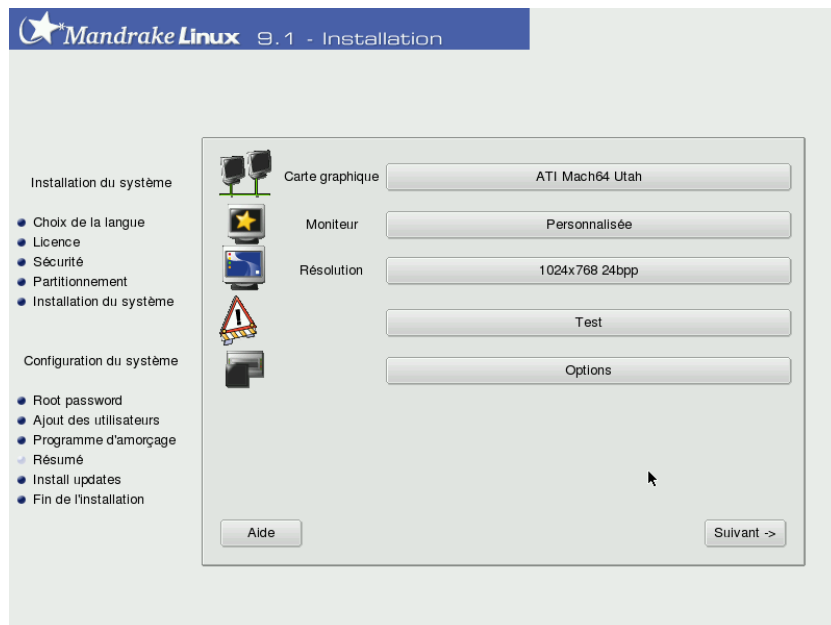 Mandrake Linux 9.1 - Installation
Installation du système
Choix de la langue
Licence
Sécurité
Partitionnement
Installation du système
Configuration du système
Root password
Ajout des utilisateurs
Programme d'amorçage
Résumé
Install updates
Fin de l'installation
Carte graphique ATI Mach64 Utah
Moniteur Personnalisée
Résolution 1024x768 24bpp
Test
Options
Aide Suivant ->